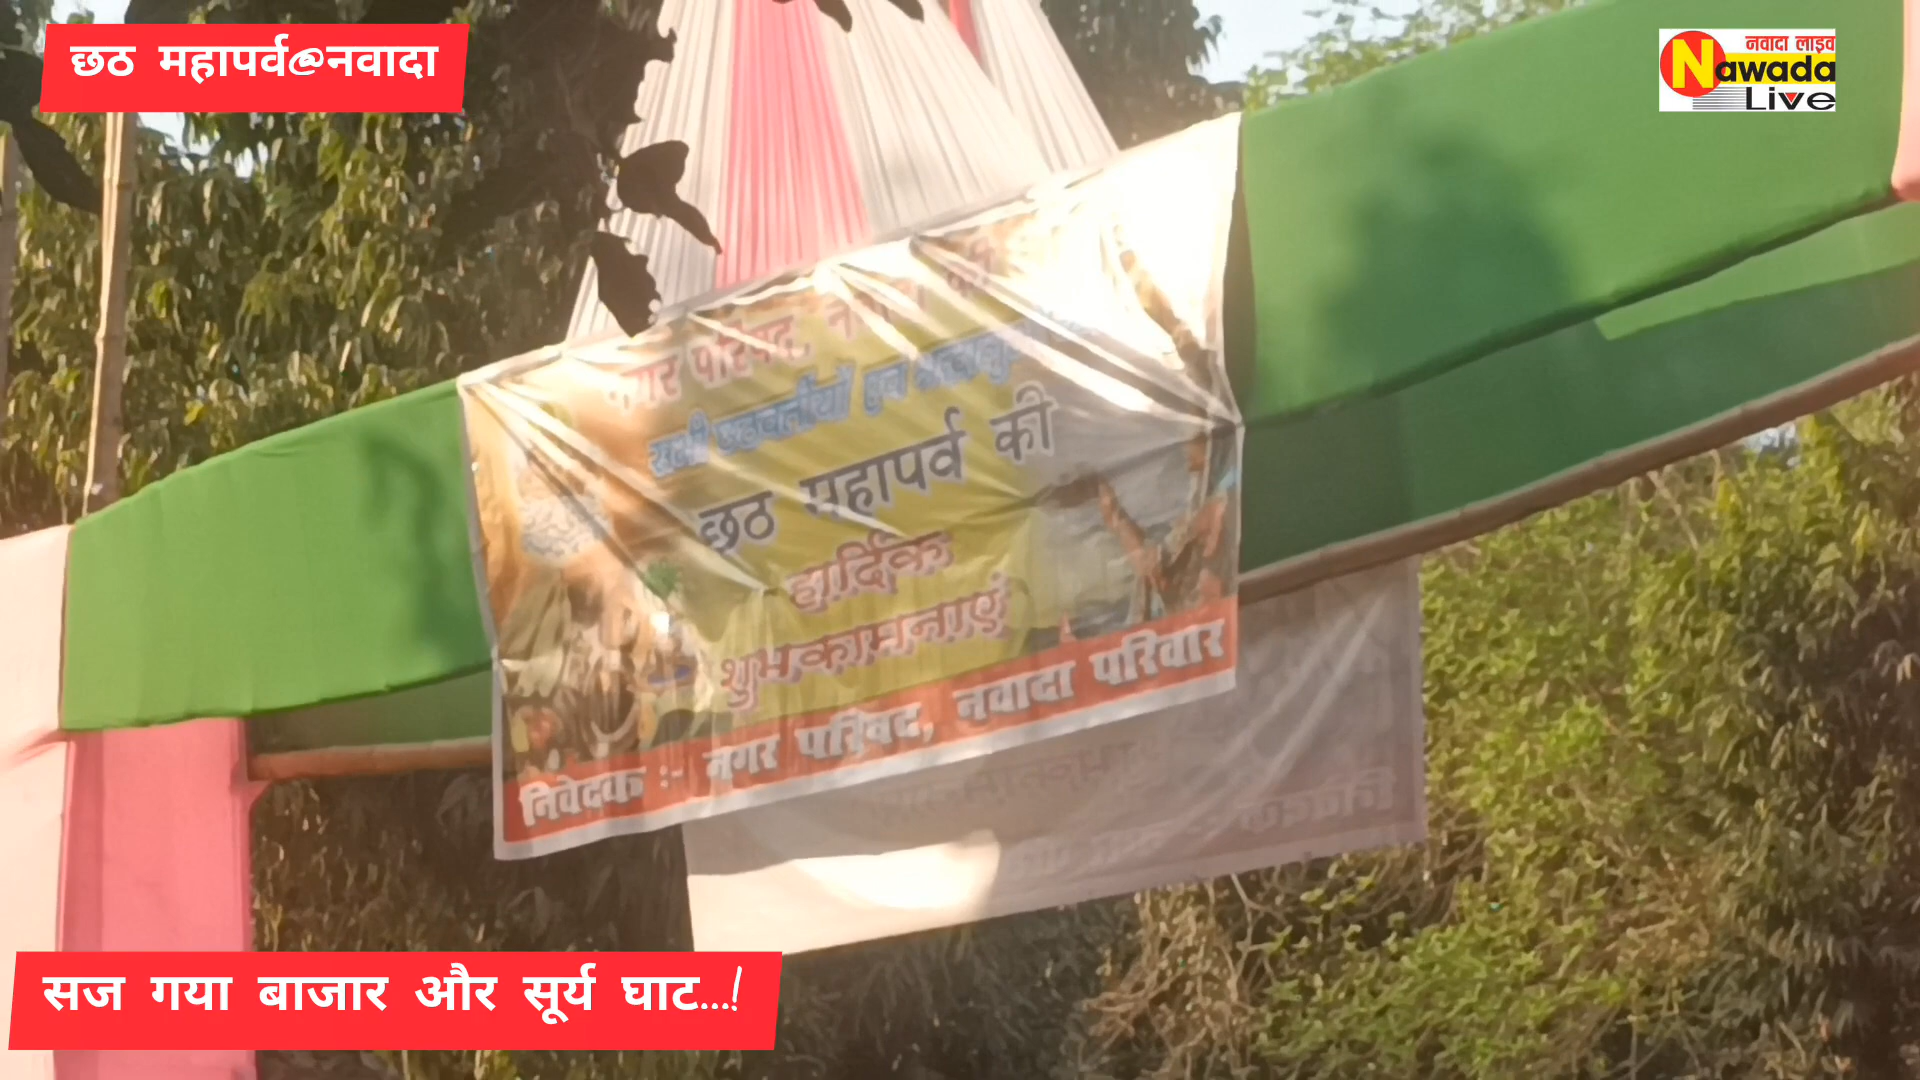 छठ महापर्व@नवादा
नवादा लाइव
Nawada
Live
नगर परिषद,
सभी छठव्रतीयों एवं
छठ महापर्व की
हार्दिक
शुभकामनाएं
निवेदक :- नगर परिषद, नवादा परिवार
सज गया बाजार और सूर्य घाट...!